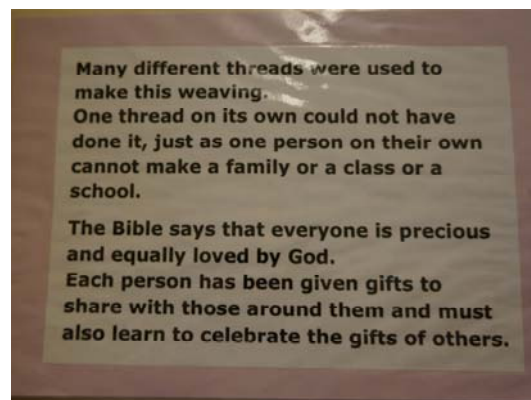 Many different threads were used to
make this weaving.
One thread on its own could not have
done it, just as one person on their own
cannot make a family or a class or a
school.
The Bible says that everyone is precious
and equally loved by God.
Each person has been given gifts to
share with those around them and must
also learn to celebrate the gifts of others.